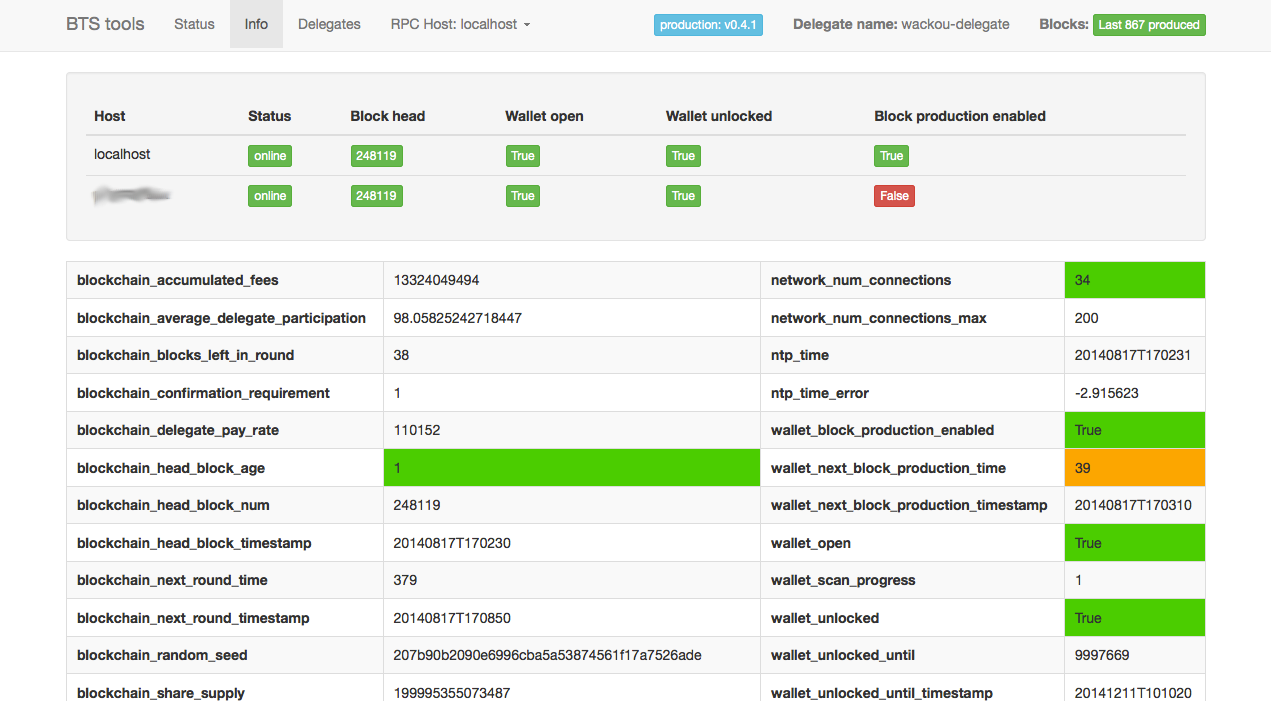 BTS tools Status Info Delegates RPC Host: localhost production: v0.4.1 Delegate name: wackou-delegate Blocks: Last 867 produced
Host Status Block head Wallet open Wallet unlocked Block production enabled
localhost online 248119 True True True
online 248119 True True False
blockchain_accumulated_fees 13324049494 network_num_connections 34
blockchain_average_delegate_participation 98.05825242718447 network_num_connections_max 200
blockchain_blocks_left_in_round 38 ntp_time 20140817T170231
blockchain_confirmation_requirement 1 ntp_time_error -2.915623
blockchain_delegate_pay_rate 110152 wallet_block_production_enabled True
blockchain_head_block_age 1 wallet_next_block_production_time 39
blockchain_head_block_num 248119 wallet_next_block_production_timestamp 20140817T170310
blockchain_head_block_timestamp 20140817T170230 wallet_open True
blockchain_next_round_time 379 wallet_scan_progress 1
blockchain_next_round_timestamp 20140817T170850 wallet_unlocked True
blockchain_random_seed 207b90b2090e6996cba5a53874561f17a7526ade wallet_unlocked_until 9997669
blockchain_share_supply 199995355073487 wallet_unlocked_until_timestamp 20141211T101020